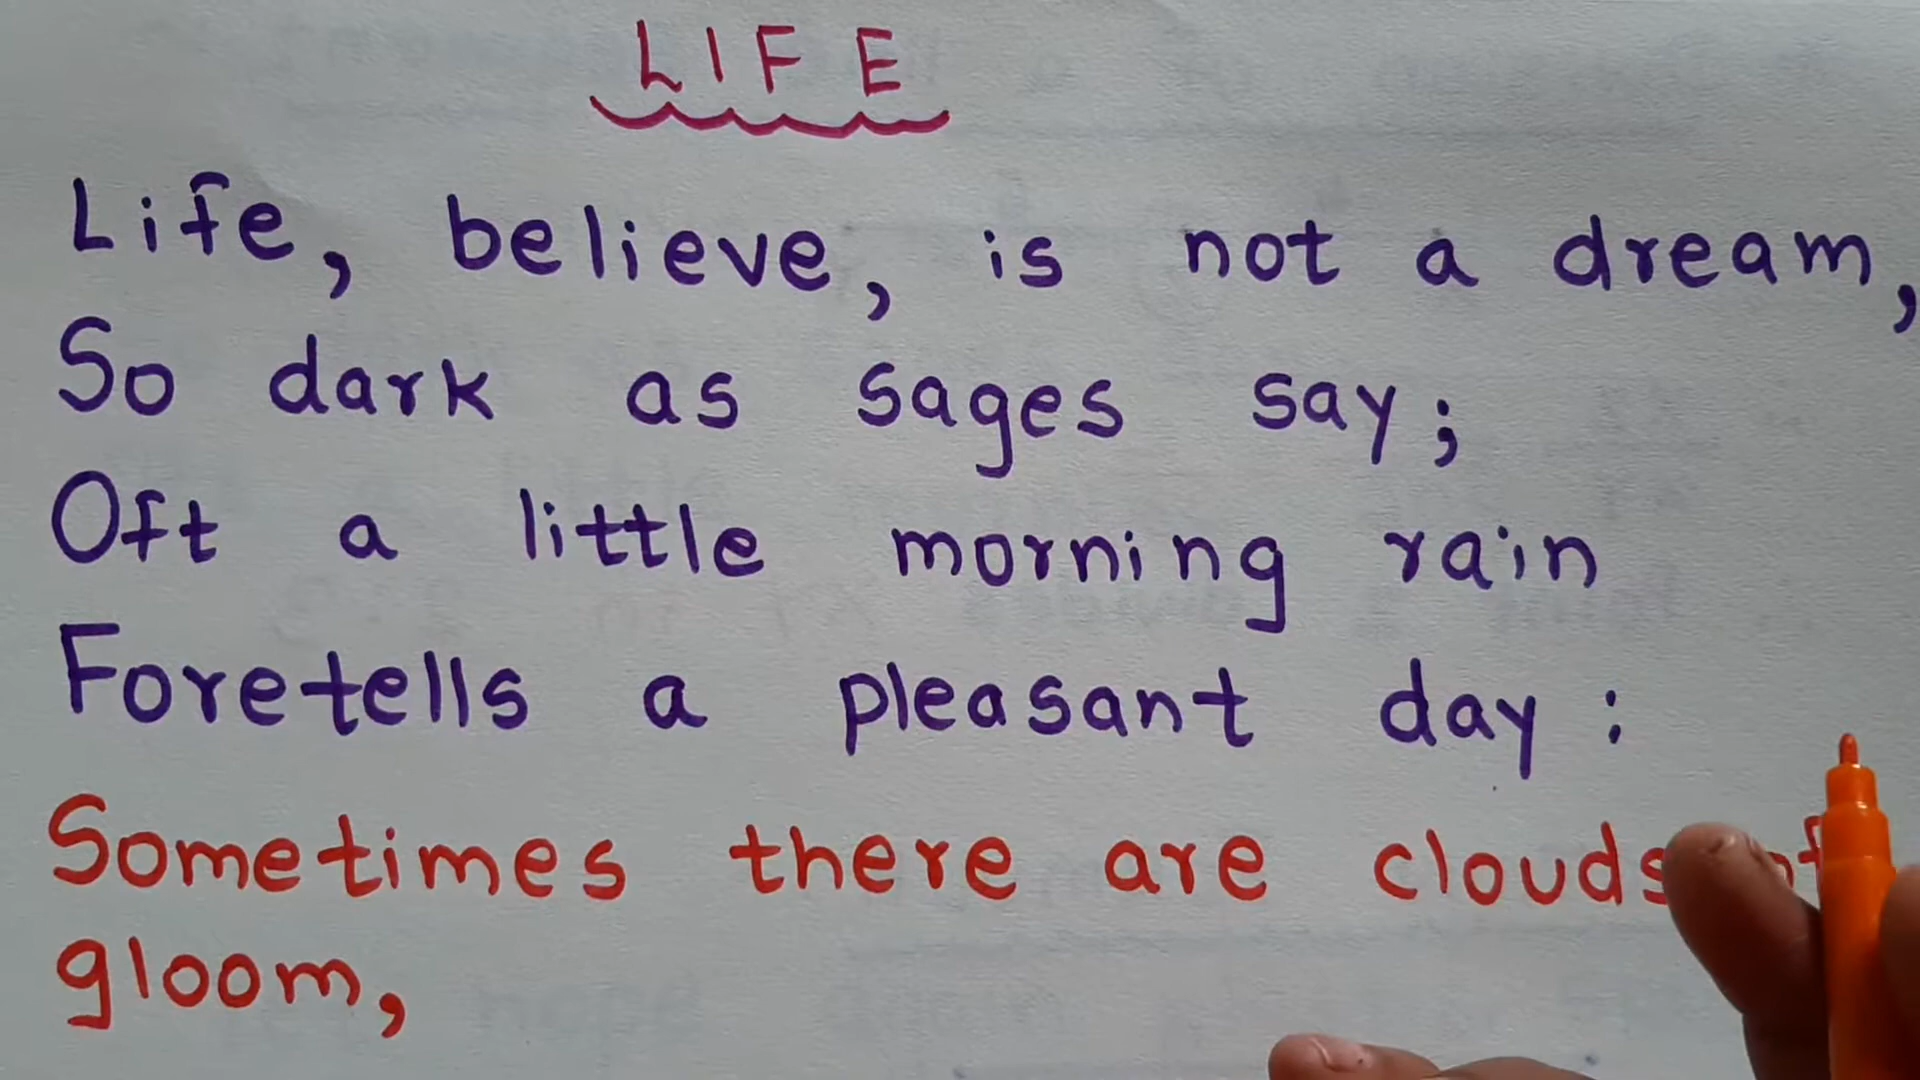 LIFE
Life, believe, is not a dream,
So dark as sages say;
Oft a little morning rain
Foretells a pleasant day:
Sometimes there are clouds of
gloom,